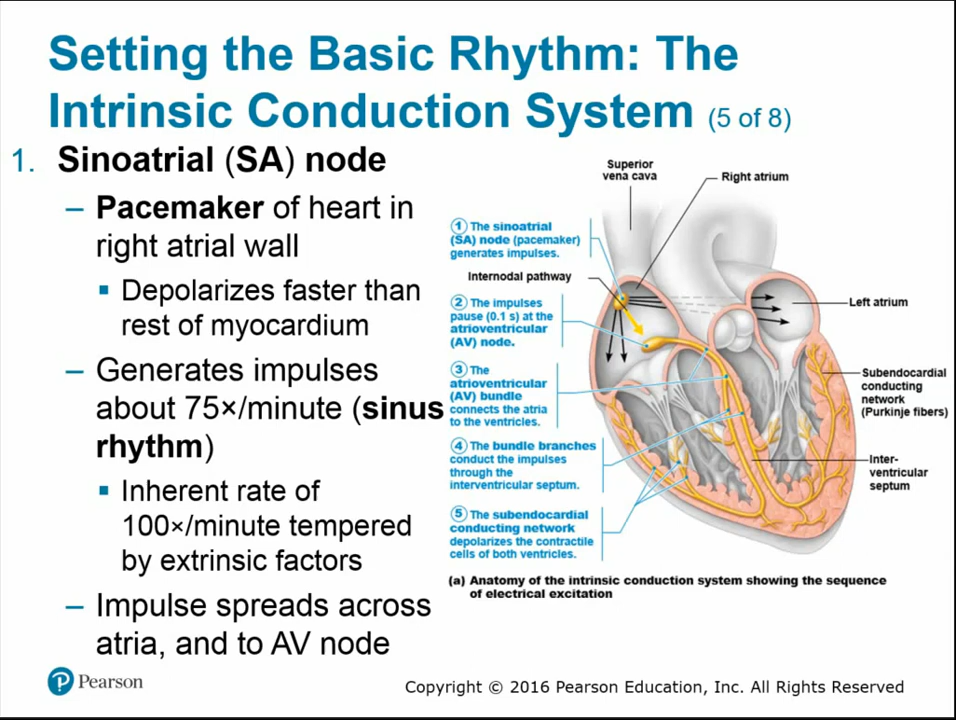 Setting the Basic Rhythm: The
Intrinsic Conduction System (5 of 8)
1. Sinoatrial (SA) node
– Pacemaker of heart in
right atrial wall
▪ Depolarizes faster than
rest of myocardium
– Generates impulses
about 75×/minute (sinus
rhythm)
▪ Inherent rate of
100×/minute tempered
by extrinsic factors
– Impulse spreads across
atria, and to AV node
Superior
vena cava
Right atrium
① The sinoatrial
(SA) node (pacemaker)
generates impulses.
Internodal pathway
② The impulses
pause (0.1 s) at the
atrioventricular
(AV) node.
③ The
atrioventricular
(AV) bundle
connects the atria
to the ventricles.
④ The bundle branches
conduct the impulses
through the
interventricular septum.
⑤ The subendocardial
conducting network
depolarizes the contractile
cells of both ventricles.
Left atrium
Subendocardial
conducting
network
(Purkinje fibers)
Inter-
ventricular
septum
(a) Anatomy of the intrinsic conduction system showing the sequence
of electrical excitation
P Pearson
Copyright © 2016 Pearson Education, Inc. All Rights Reserved